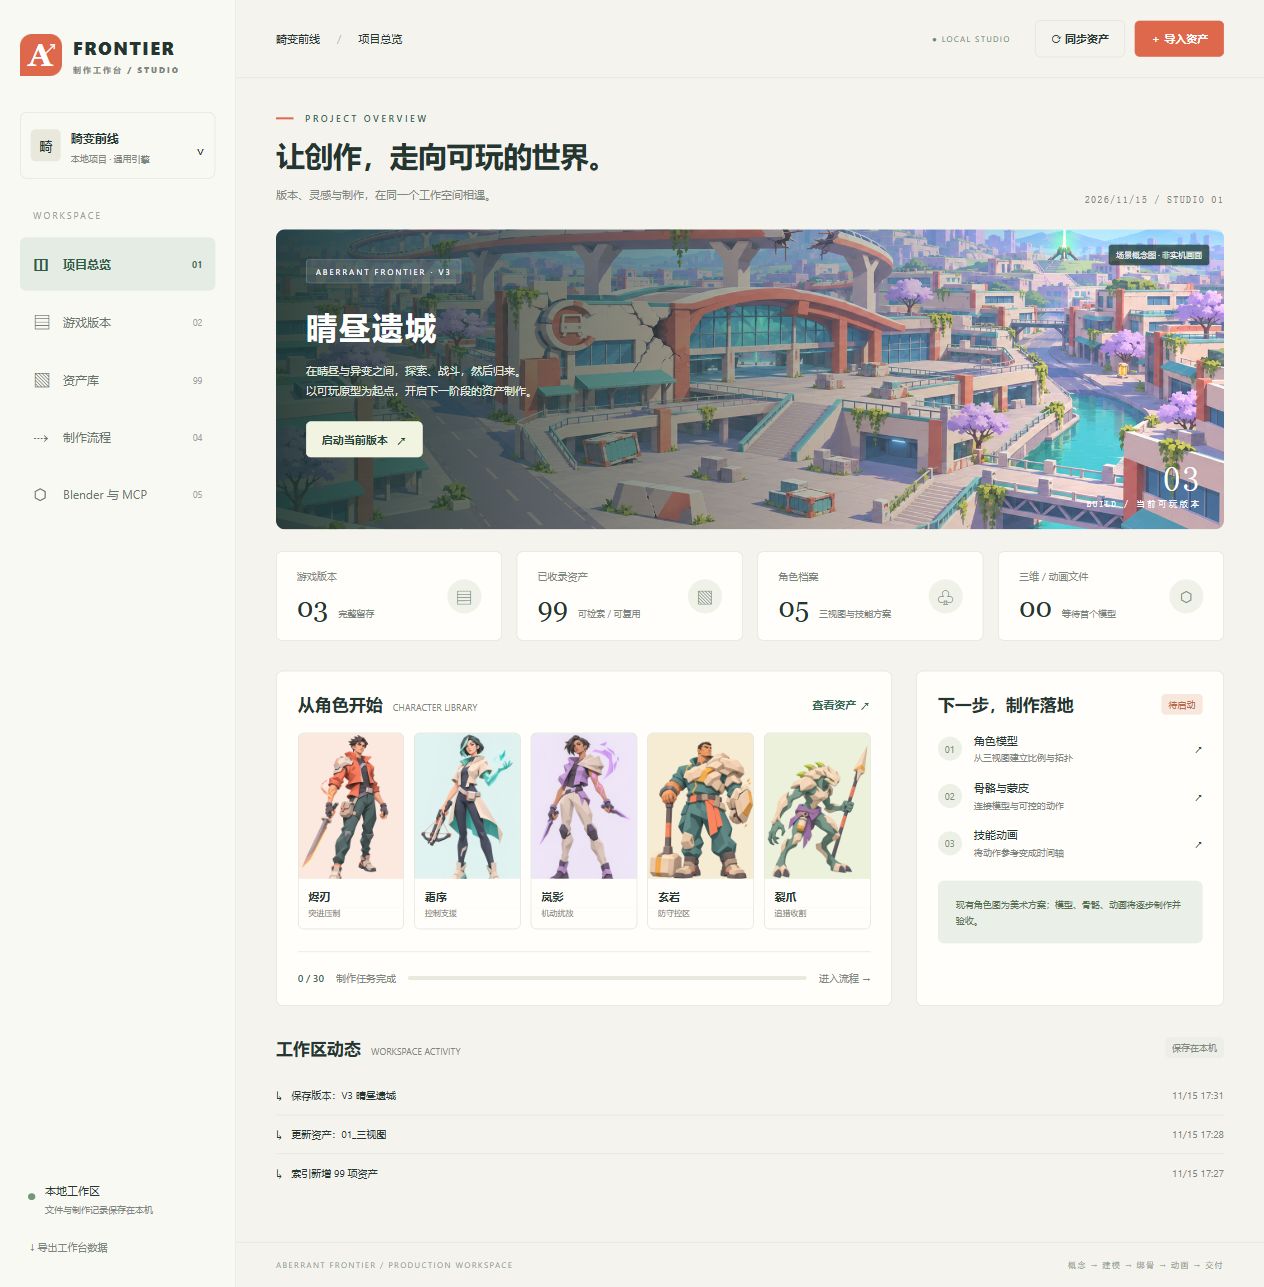 A
FRONTIER
制作工作台 / STUDIO
畸
畸变前线
本地项目 · 通用引擎
v
WORKSPACE
项目总览 01
游戏版本 02
资产库 99
制作流程 04
Blender 与 MCP 05
本地工作区
文件与制作记录保存在本机
↓ 导出工作台数据
畸变前线 / 项目总览
● LOCAL STUDIO
同步资产
+ 导入资产
PROJECT OVERVIEW
让创作，走向可玩的世界。
版本、灵感与制作，在同一个工作空间相遇。
2026/11/15 / STUDIO 01
ABERRANT FRONTIER · V3
场景概念图 · 非实机画面
晴昼遗城
在晴昼与异变之间，探索、战斗，然后归来。
以可玩原型为起点，开启下一阶段的资产制作。
启动当前版本 ↗
03
BUILD / 当前可玩版本
游戏版本
03 完整留存
已收录资产
99 可检索 / 可复用
角色档案
05 三视图与技能方案
三维 / 动画文件
00 等待首个模型
从角色开始 CHARACTER LIBRARY
查看资产 ↗
烬刃
突进压制
霜序
控制支援
岚影
机动扰敌
玄岩
防守控区
裂爪
追猎收割
0 / 30 制作任务完成
进入流程 →
下一步，制作落地
待启动
01 角色模型 ↗
从三视图建立比例与拓扑
02 骨骼与蒙皮 ↗
连接模型与可控的动作
03 技能动画 ↗
将动作参考变成时间轴
现有角色图为美术方案；模型、骨骼、动画将逐步制作并
验收。
工作区动态 WORKSPACE ACTIVITY
保存在本机
↳ 保存版本：V3 晴昼遗城 11/15 17:31
↳ 更新资产：01_三视图 11/15 17:28
↳ 索引新增 99 项资产 11/15 17:27
ABERRANT FRONTIER / PRODUCTION WORKSPACE
概念 → 建模 → 绑骨 → 动画 → 交付